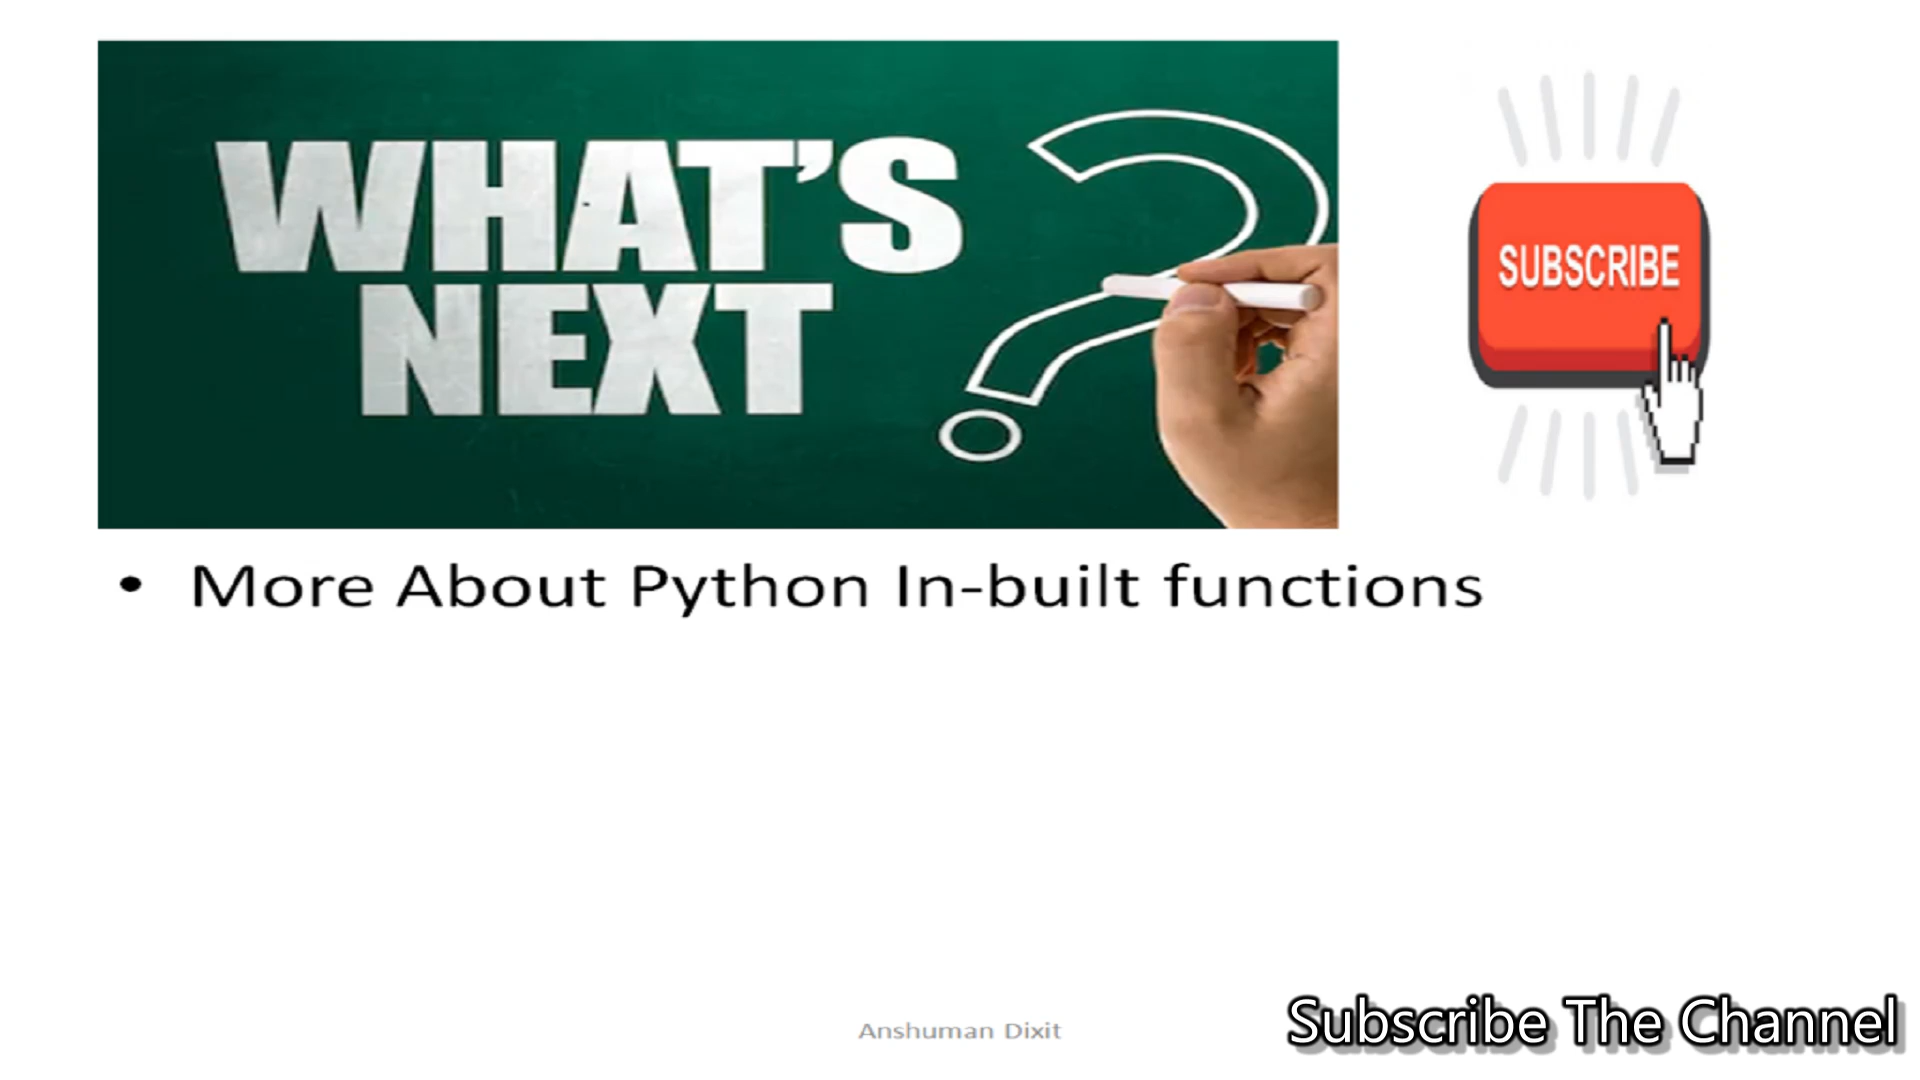 WHAT'S
NEXT
SUBSCRIBE
• More About Python In-built functions
Anshuman Dixit
Subscribe The Channel